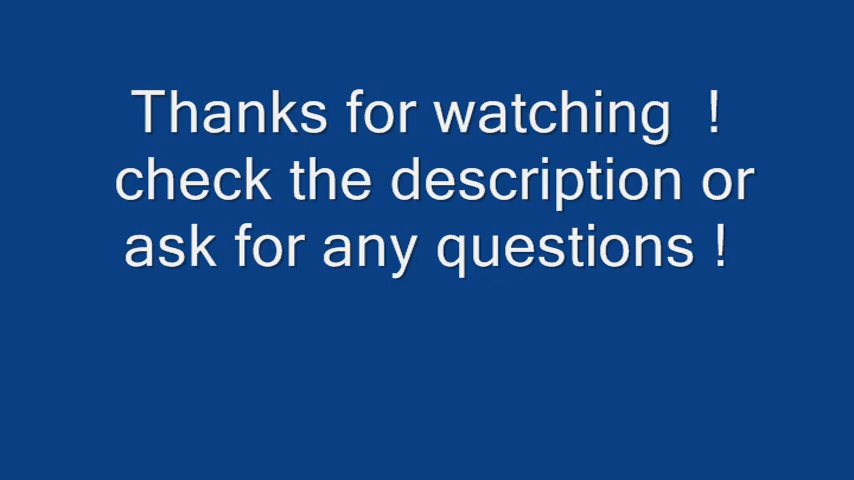 Thanks for watching  !
check the description or
ask for any questions !